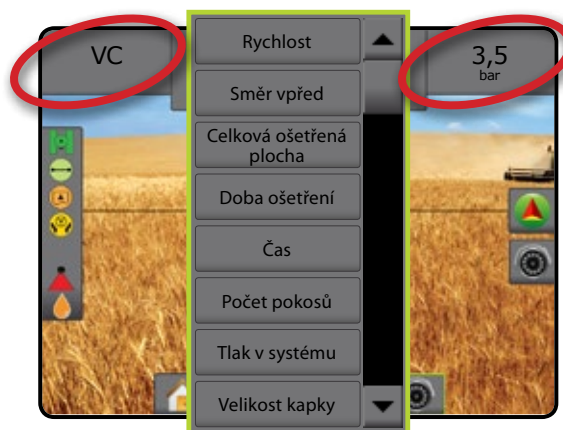 VC
3,5
bar
Rychlost
Směr vpřed
Celková ošetřená
plocha
Doba ošetření
Čas
Počet pokosů
Tlak v systému
Velikost kapky